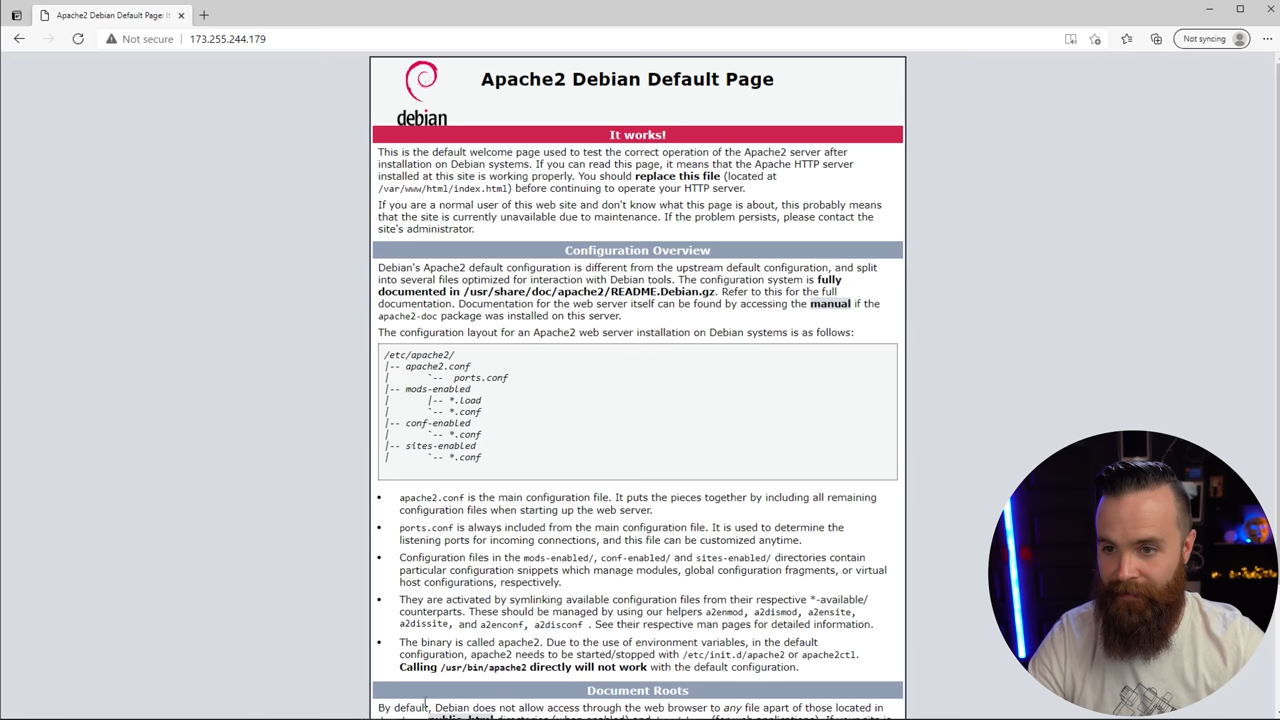 Apache2 Debian Default Page: It
Not secure
173.255.244.179
Not syncing
debian
Apache2 Debian Default Page
It works!
This is the default welcome page used to test the correct operation of the Apache2 server after
installation on Debian systems. If you can read this page, it means that the Apache HTTP server
installed at this site is working properly. You should replace this file (located at
/var/www/html/index.html) before continuing to operate your HTTP server.
If you are a normal user of this web site and don't know what this page is about, this probably means
that the site is currently unavailable due to maintenance. If the problem persists, please contact the
site's administrator.
Configuration Overview
Debian's Apache2 default configuration is different from the upstream default configuration, and split
into several files optimized for interaction with Debian tools. The configuration system is fully
documented in /usr/share/doc/apache2/README.Debian.gz. Refer to this for the full
documentation. Documentation for the web server itself can be found by accessing the manual if the
apache2-doc package was installed on this server.
The configuration layout for an Apache2 web server installation on Debian systems is as follows:
/etc/apache2/
|-- apache2.conf
|       `--  ports.conf
|-- mods-enabled
|       |-- *.load
|       `-- *.conf
|-- conf-enabled
|       `-- *.conf
|-- sites-enabled
|       `-- *.conf
• apache2.conf is the main configuration file. It puts the pieces together by including all remaining
configuration files when starting up the web server.
• ports.conf is always included from the main configuration file. It is used to determine the
listening ports for incoming connections, and this file can be customized anytime.
• Configuration files in the mods-enabled/, conf-enabled/ and sites-enabled/ directories contain
particular configuration snippets which manage modules, global configuration fragments, or virtual
host configurations, respectively.
• They are activated by symlinking available configuration files from their respective *-available/
counterparts. These should be managed by using our helpers a2enmod, a2dismod, a2ensite,
a2dissite, and a2enconf, a2disconf . See their respective man pages for detailed information.
• The binary is called apache2. Due to the use of environment variables, in the default
configuration, apache2 needs to be started/stopped with /etc/init.d/apache2 or apache2ctl.
Calling /usr/bin/apache2 directly will not work with the default configuration.
Document Roots
By default, Debian does not allow access through the web browser to any file apart of those located in
public_html directories (when enabled) and